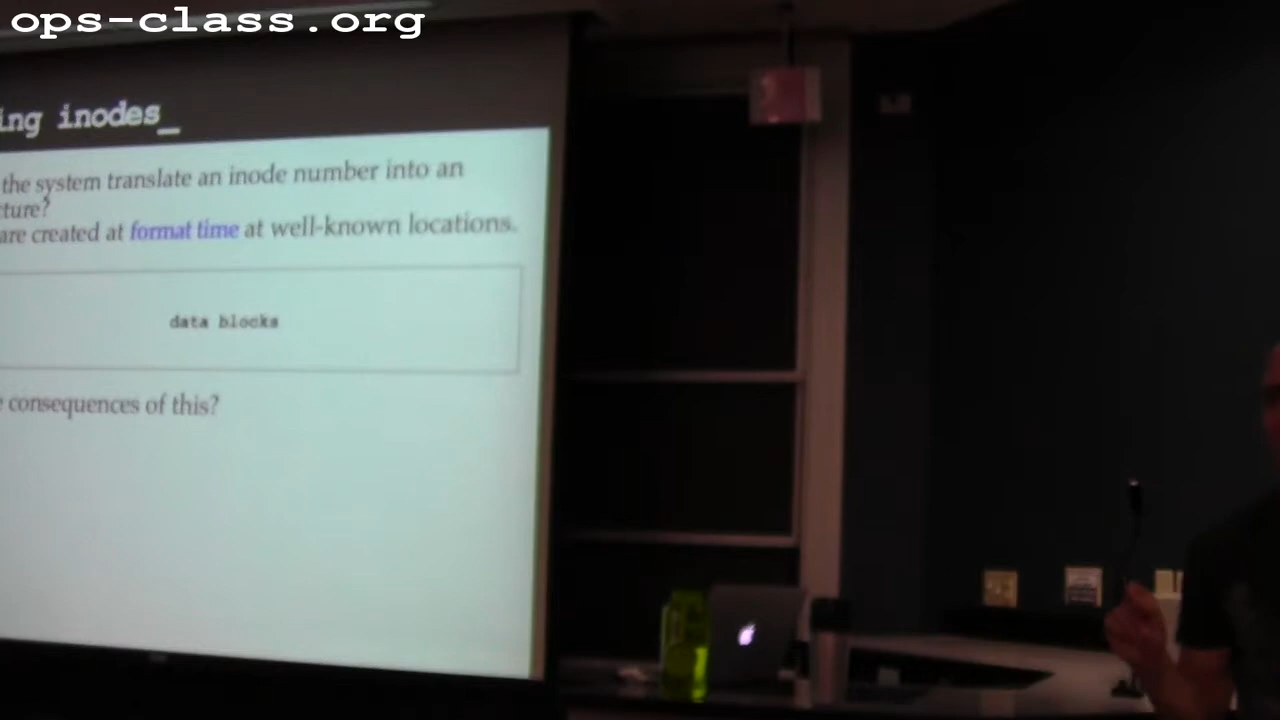 ops-class.org
ing inodes_
the system translate an inode number into an
cture?
are created at format time at well-known locations.
data blocks
consequences of this?